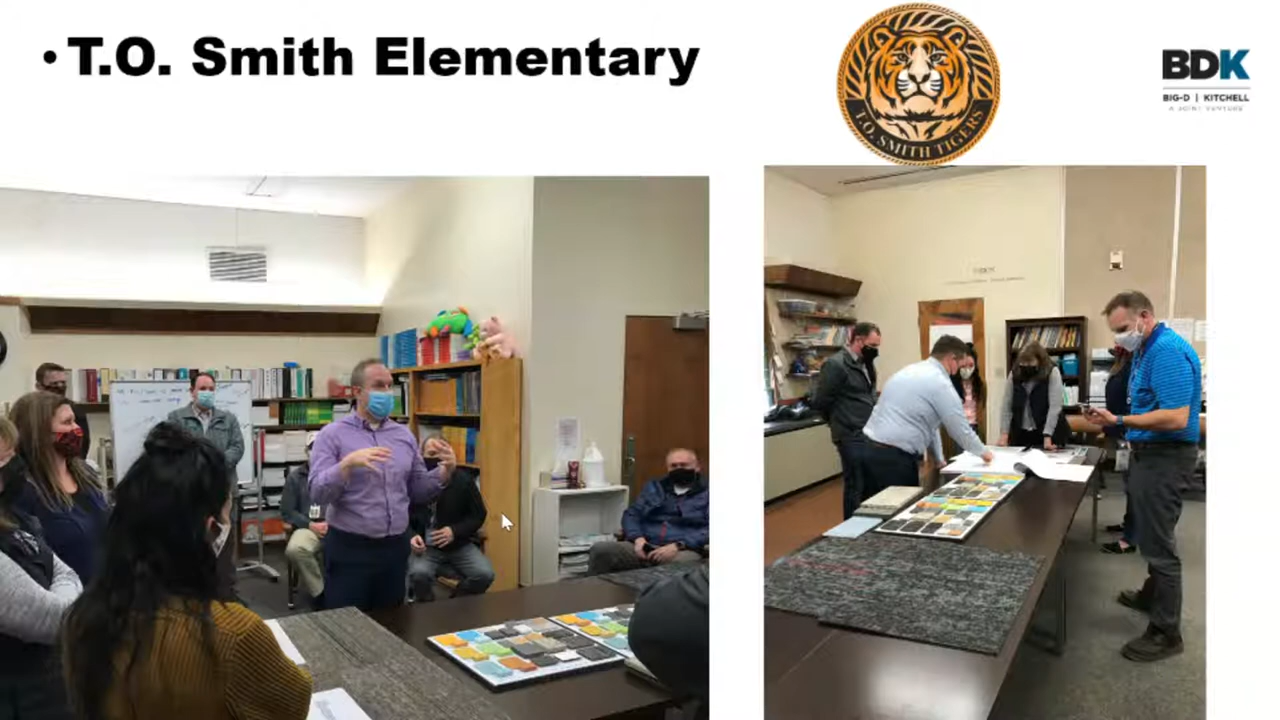 • T.O. Smith Elementary
T.O. SMITH TIGERS
BDK
BIG-D | KITCHELL
A JOINT VENTURE